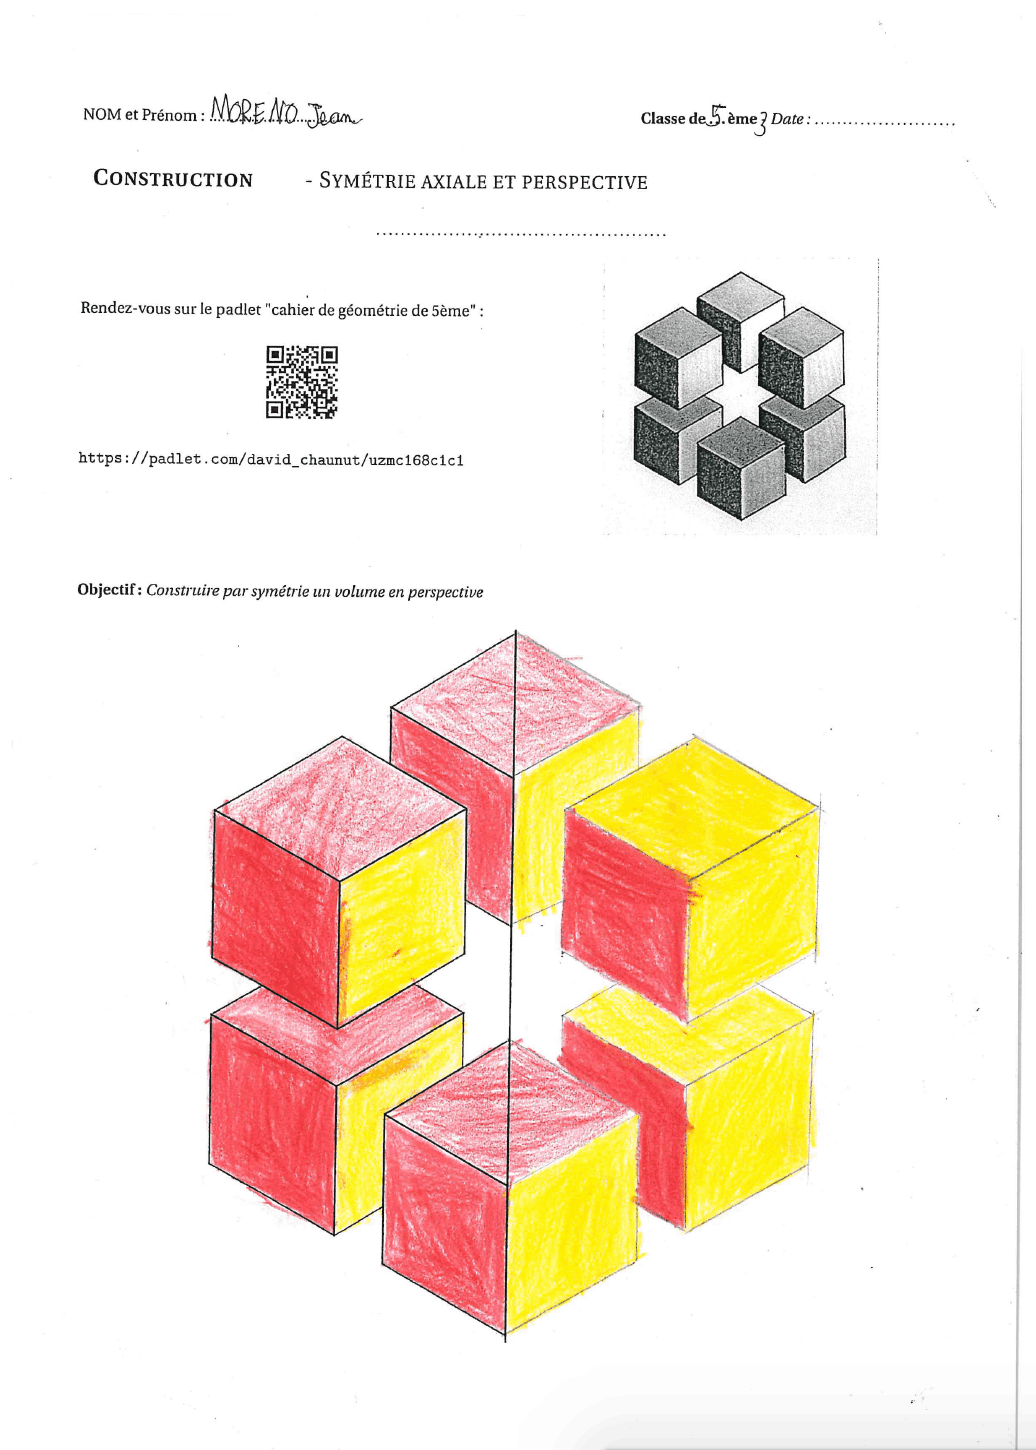 NOM et Prénom : MORENO Jean
Classe de 5.ème 3 Date : ........................
CONSTRUCTION - SYMÉTRIE AXIALE ET PERSPECTIVE
Rendez-vous sur le padlet "cahier de géométrie de 5ème" :
https://padlet.com/david_chaunut/uzmc168c1c1
Objectif : Construire par symétrie un volume en perspective